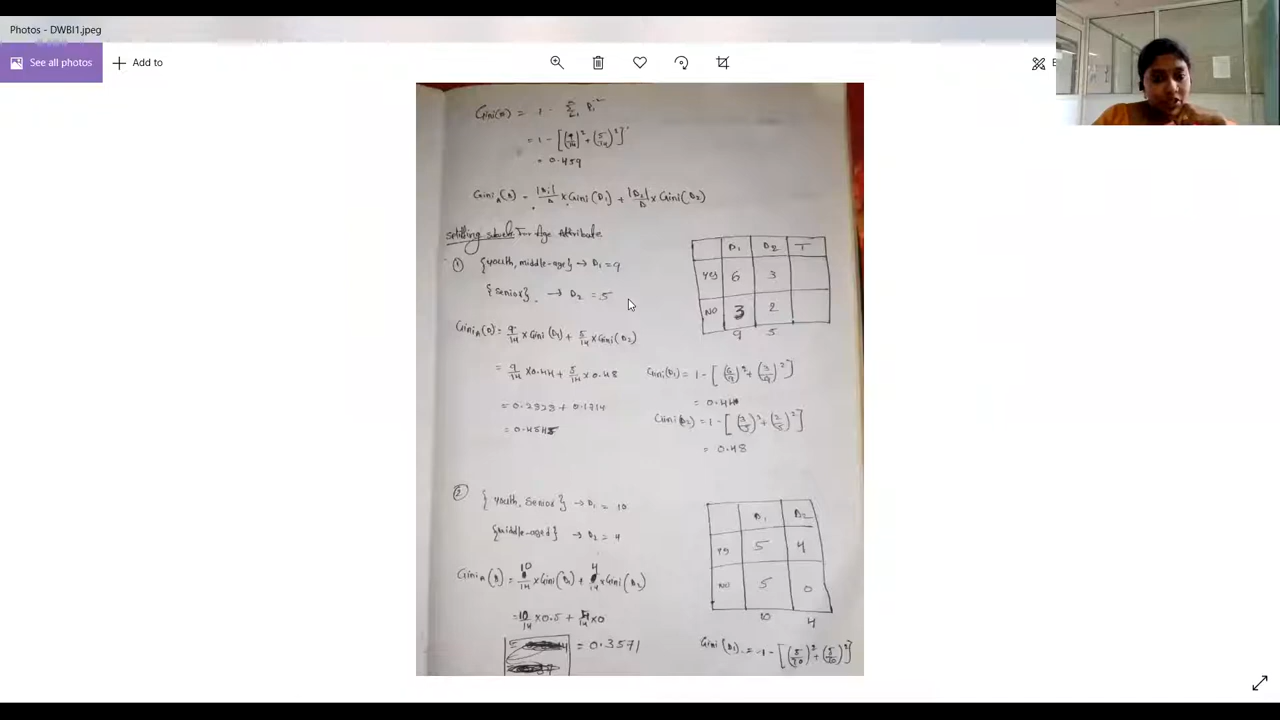 Photos - DWBI1.jpeg
See all photos
Add to
Gini(D) = 1 - Σ Pi²
= 1 - [(9/14)² + (5/14)²]
= 0.459
GiniA(D) = |D1|/D × Gini(D1) + |D2|/D × Gini(D2)
For Age Attribute
① {youth, middle-age} → D1 = 9
{senior} → D2 = 5
D1 D2 T
Yes 6 3
NO 3 2
9 5
GiniA(D) = 9/14 × Gini(D1) + 5/14 × Gini(D2)
= 9/14 × 0.44 + 5/14 × 0.48
= 0.2828 + 0.1714
Gini(D1) = 1 - [(6/9)² + (3/9)²]
= 0.44
Gini(D2) = 1 - [(3/5)² + (2/5)²]
= 0.48
② {youth, senior} → D1 = 10
{middle-aged} → D2 = 4
D1 D2
Yes 5 4
NO 5 0
10 4
GiniA(D) = 10/14 × Gini(D1) + 4/14 × Gini(D2)
= 10/14 × 0.5 + 4/14 × 0
= 0.3571
Gini(D1) = 1 - [(5/10)² + (5/10)²]